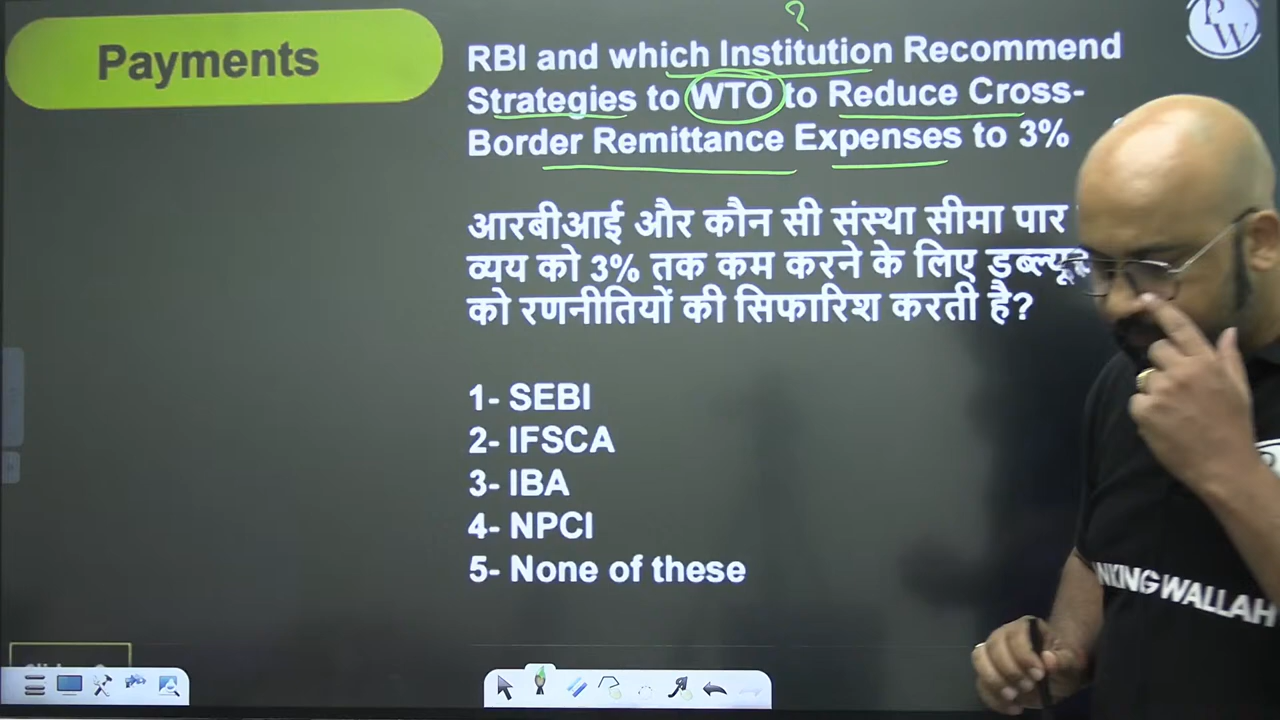 Payments
?
RBI and which Institution Recommend
Strategies to WTO to Reduce Cross-
Border Remittance Expenses to 3%
PW
आरबीआई और कौन सी संस्था सीमा पार
व्यय को 3% तक कम करने के लिए
को रणनीतियों की सिफारिश करती है?
1- SEBI
2- IFSCA
3- IBA
4- NPCI
5- None of these